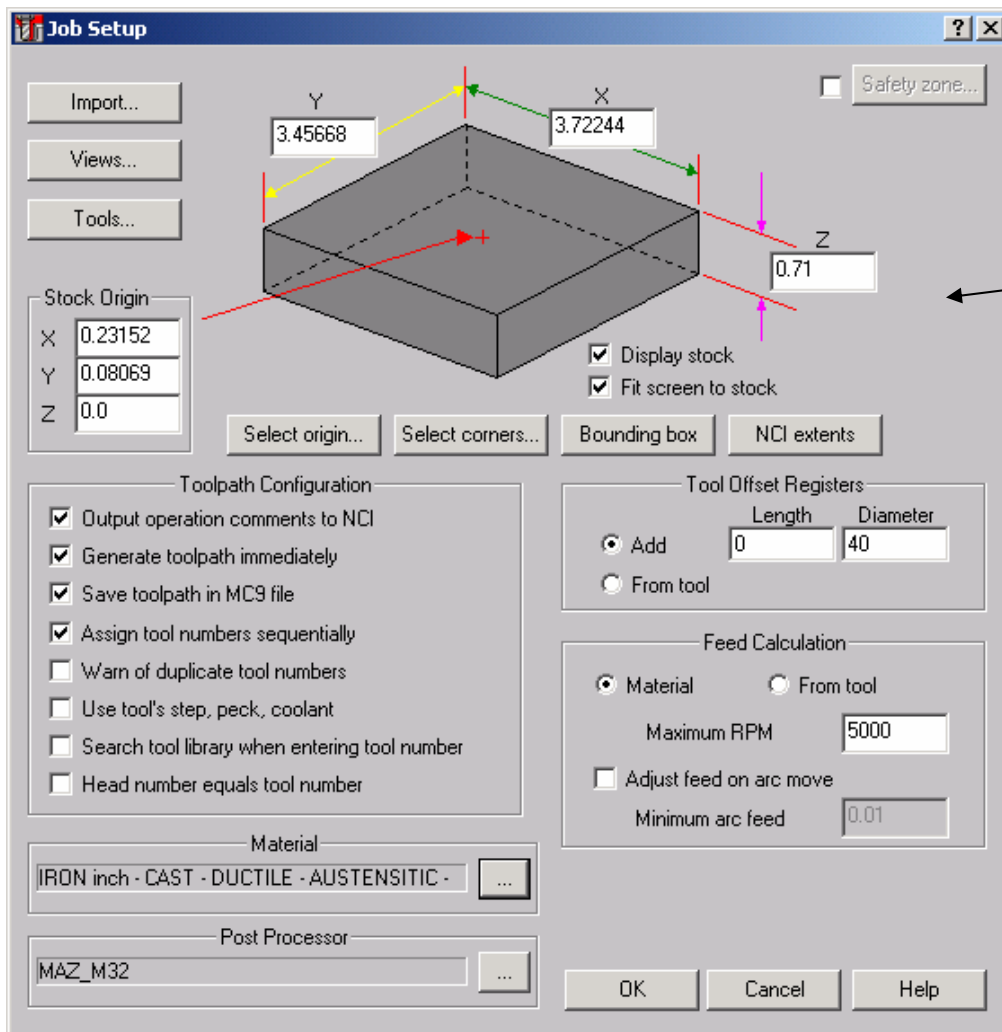 Job Setup
Import...
Views...
Tools...
Y
3.45668
X
3.72244
Safety zone...
Z
0.71
Stock Origin
X 0.23152
Y 0.08069
Z 0.0
Display stock
Fit screen to stock
Select origin...
Select corners...
Bounding box
NCI extents
Toolpath Configuration
Output operation comments to NCI
Generate toolpath immediately
Save toolpath in MC9 file
Assign tool numbers sequentially
Warn of duplicate tool numbers
Use tool's step, peck, coolant
Search tool library when entering tool number
Head number equals tool number
Tool Offset Registers
Length Diameter
Add 0 40
From tool
Feed Calculation
Material From tool
Maximum RPM 5000
Adjust feed on arc move
Minimum arc feed 0.01
Material
IRON inch - CAST - DUCTILE - AUSTENSITIC - ...
Post Processor
MAZ_M32 ...
OK
Cancel
Help